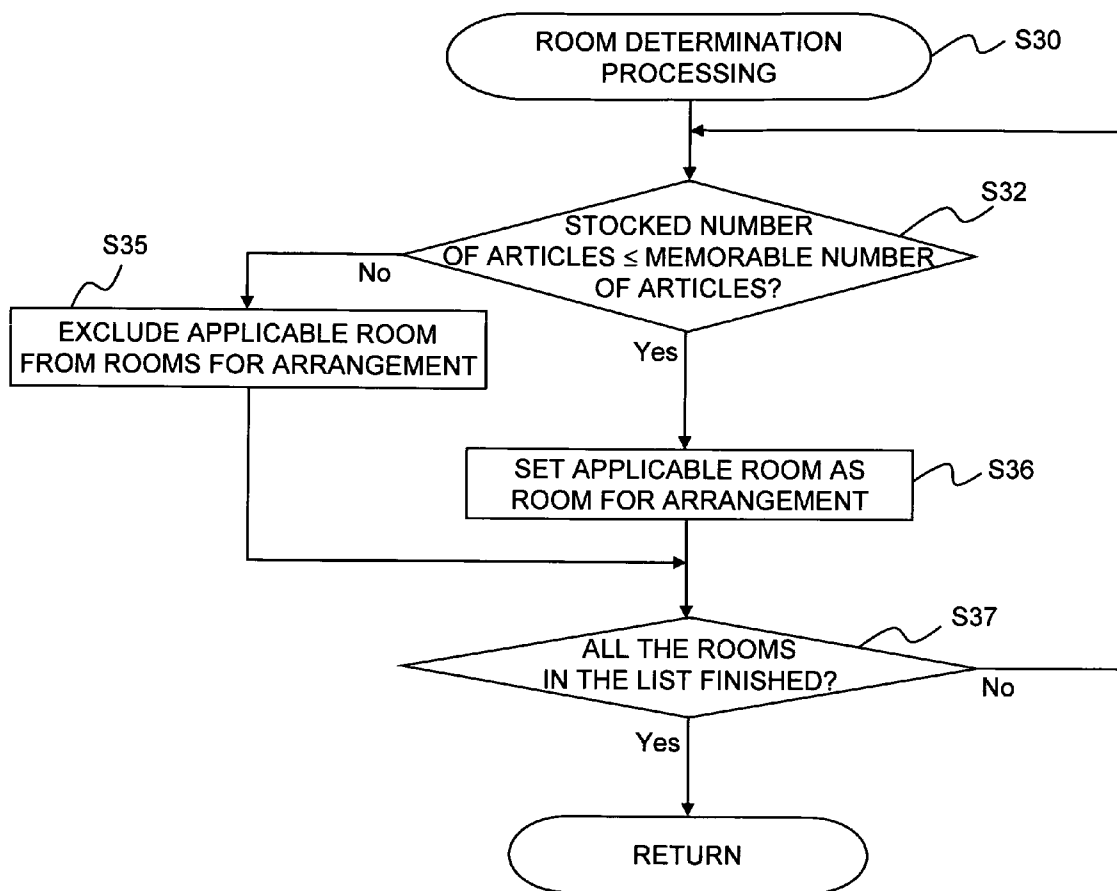 ROOM DETERMINATION
PROCESSING
S30
S32
STOCKED NUMBER
OF ARTICLES ≤ MEMORABLE NUMBER
OF ARTICLES?
No
Yes
S35
EXCLUDE APPLICABLE ROOM
FROM ROOMS FOR ARRANGEMENT
SET APPLICABLE ROOM AS
ROOM FOR ARRANGEMENT
S36
S37
ALL THE ROOMS
IN THE LIST FINISHED?
No
Yes
RETURN